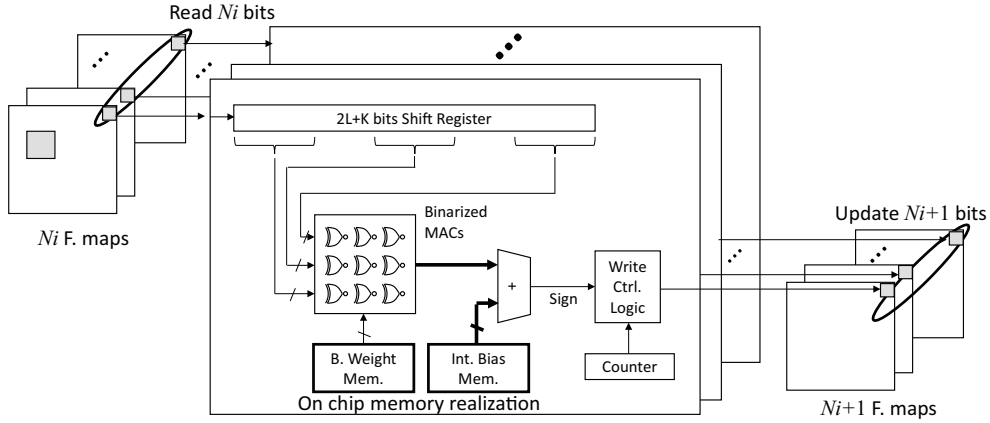 Read Ni bits
2L+K bits Shift Register
Ni F. maps
Binarized
MACs
Update Ni+1 bits
+
Sign
Write
Ctrl.
Logic
B. Weight
Mem.
Int. Bias
Mem.
Counter
On chip memory realization
Ni+1 F. maps